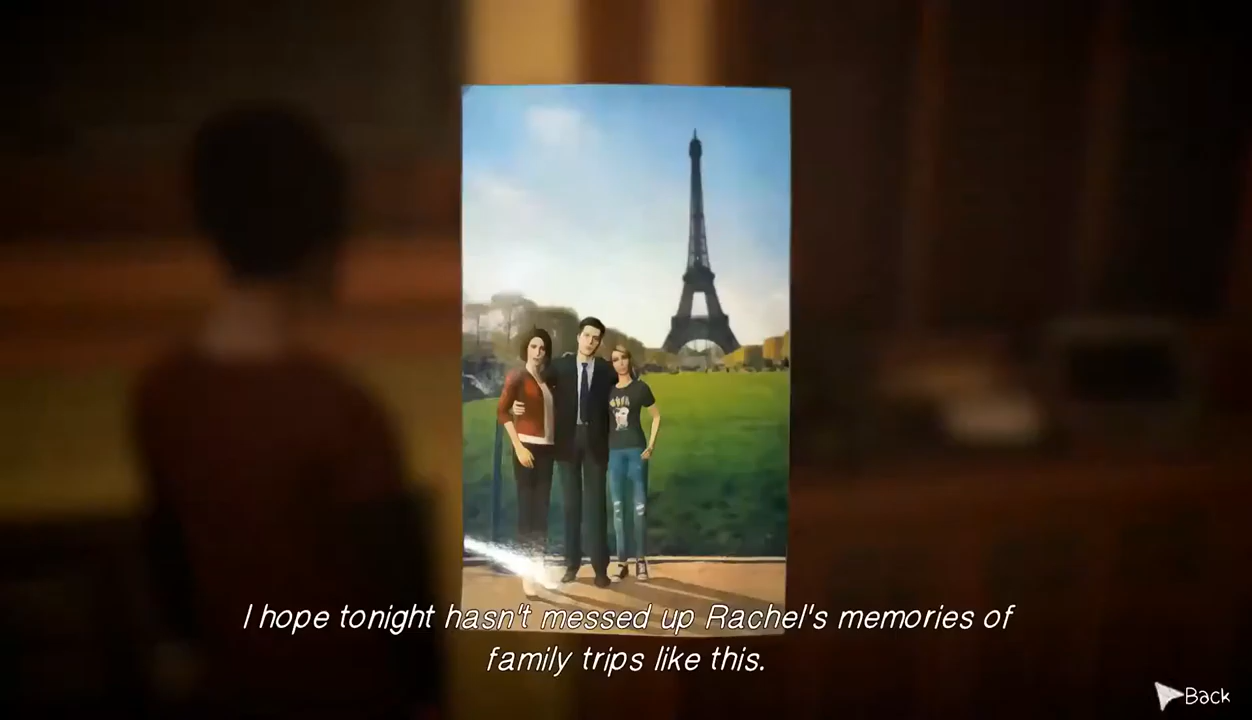 I hope tonight hasn't messed up Rachel's memories of
family trips like this.
Back